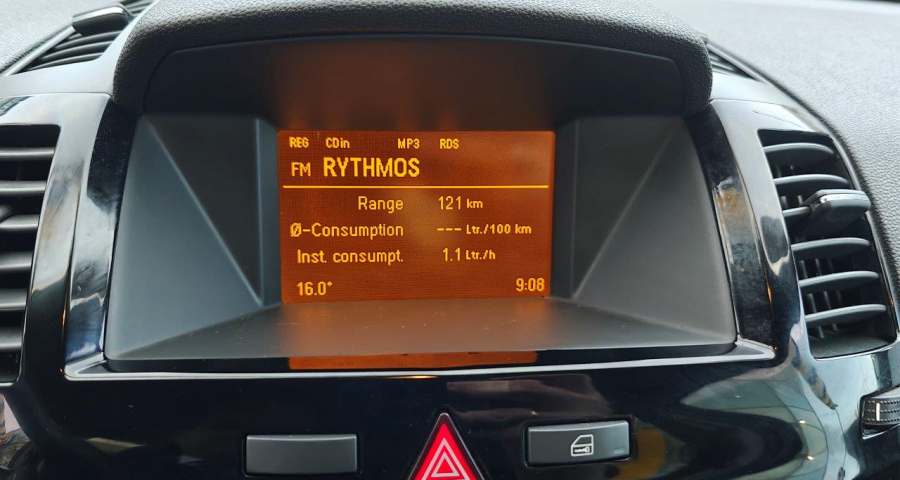 REG CDin MP3 RDS
FM RYTHMOS
Range 121 km
Ø-Consumption --- Ltr./100 km
Inst. consumpt. 1.1 Ltr./h
16.0° 9:08